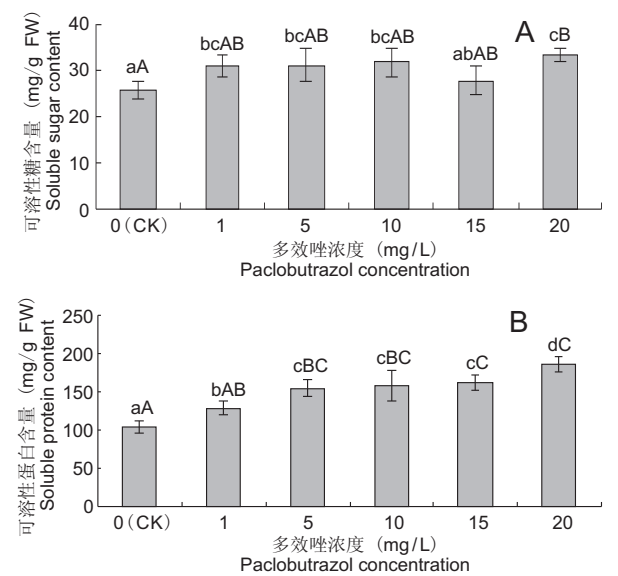 可溶性糖含量 (mg/g FW)
Soluble sugar content
40
30
20
10
0
A
aA
bcAB
bcAB
bcAB
abAB
cB
0 (CK) 1 5 10 15 20
多效唑浓度 (mg/L)
Paclobutrazol concentration
可溶性蛋白含量 (mg/g FW)
Soluble protein content
250
200
150
100
50
0
B
aA
bAB
cBC
cBC
cC
dC
0 (CK) 1 5 10 15 20
多效唑浓度 (mg/L)
Paclobutrazol concentration